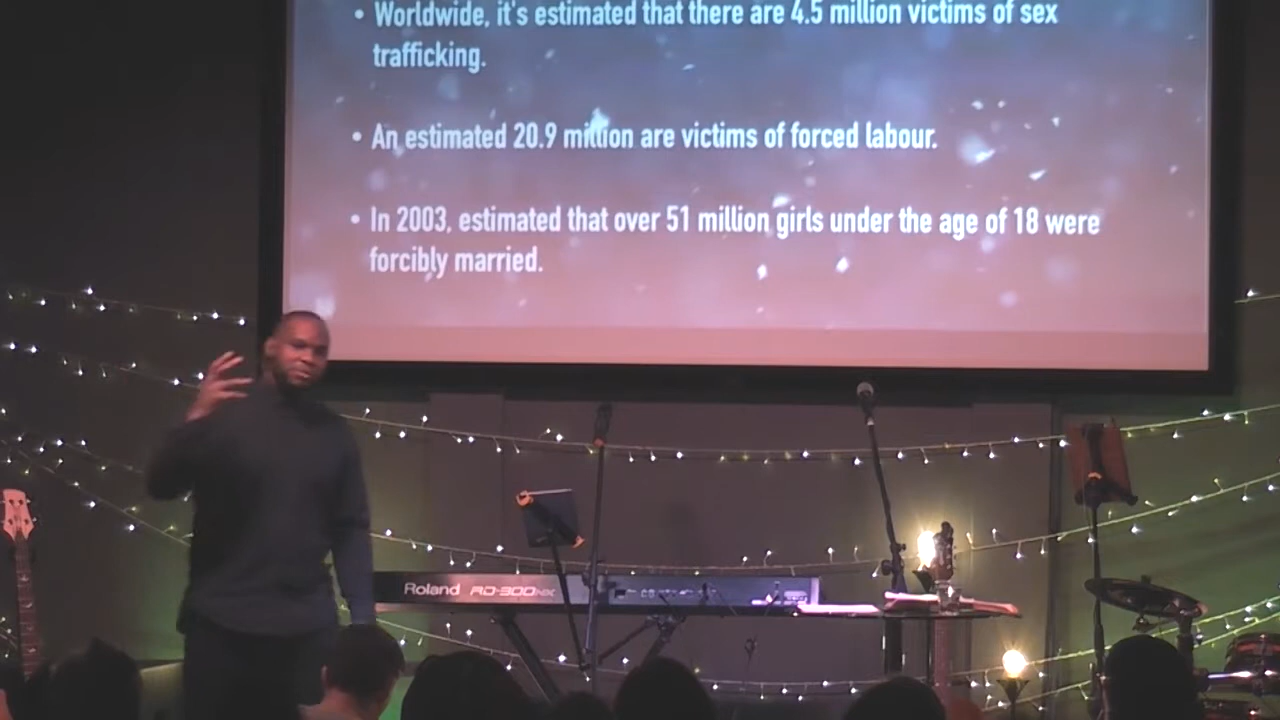 • Worldwide, it's estimated that there are 4.5 million victims of sex
trafficking.
• An estimated 20.9 million are victims of forced labour.
• In 2003, estimated that over 51 million girls under the age of 18 were
forcibly married.
Roland RD-300NX